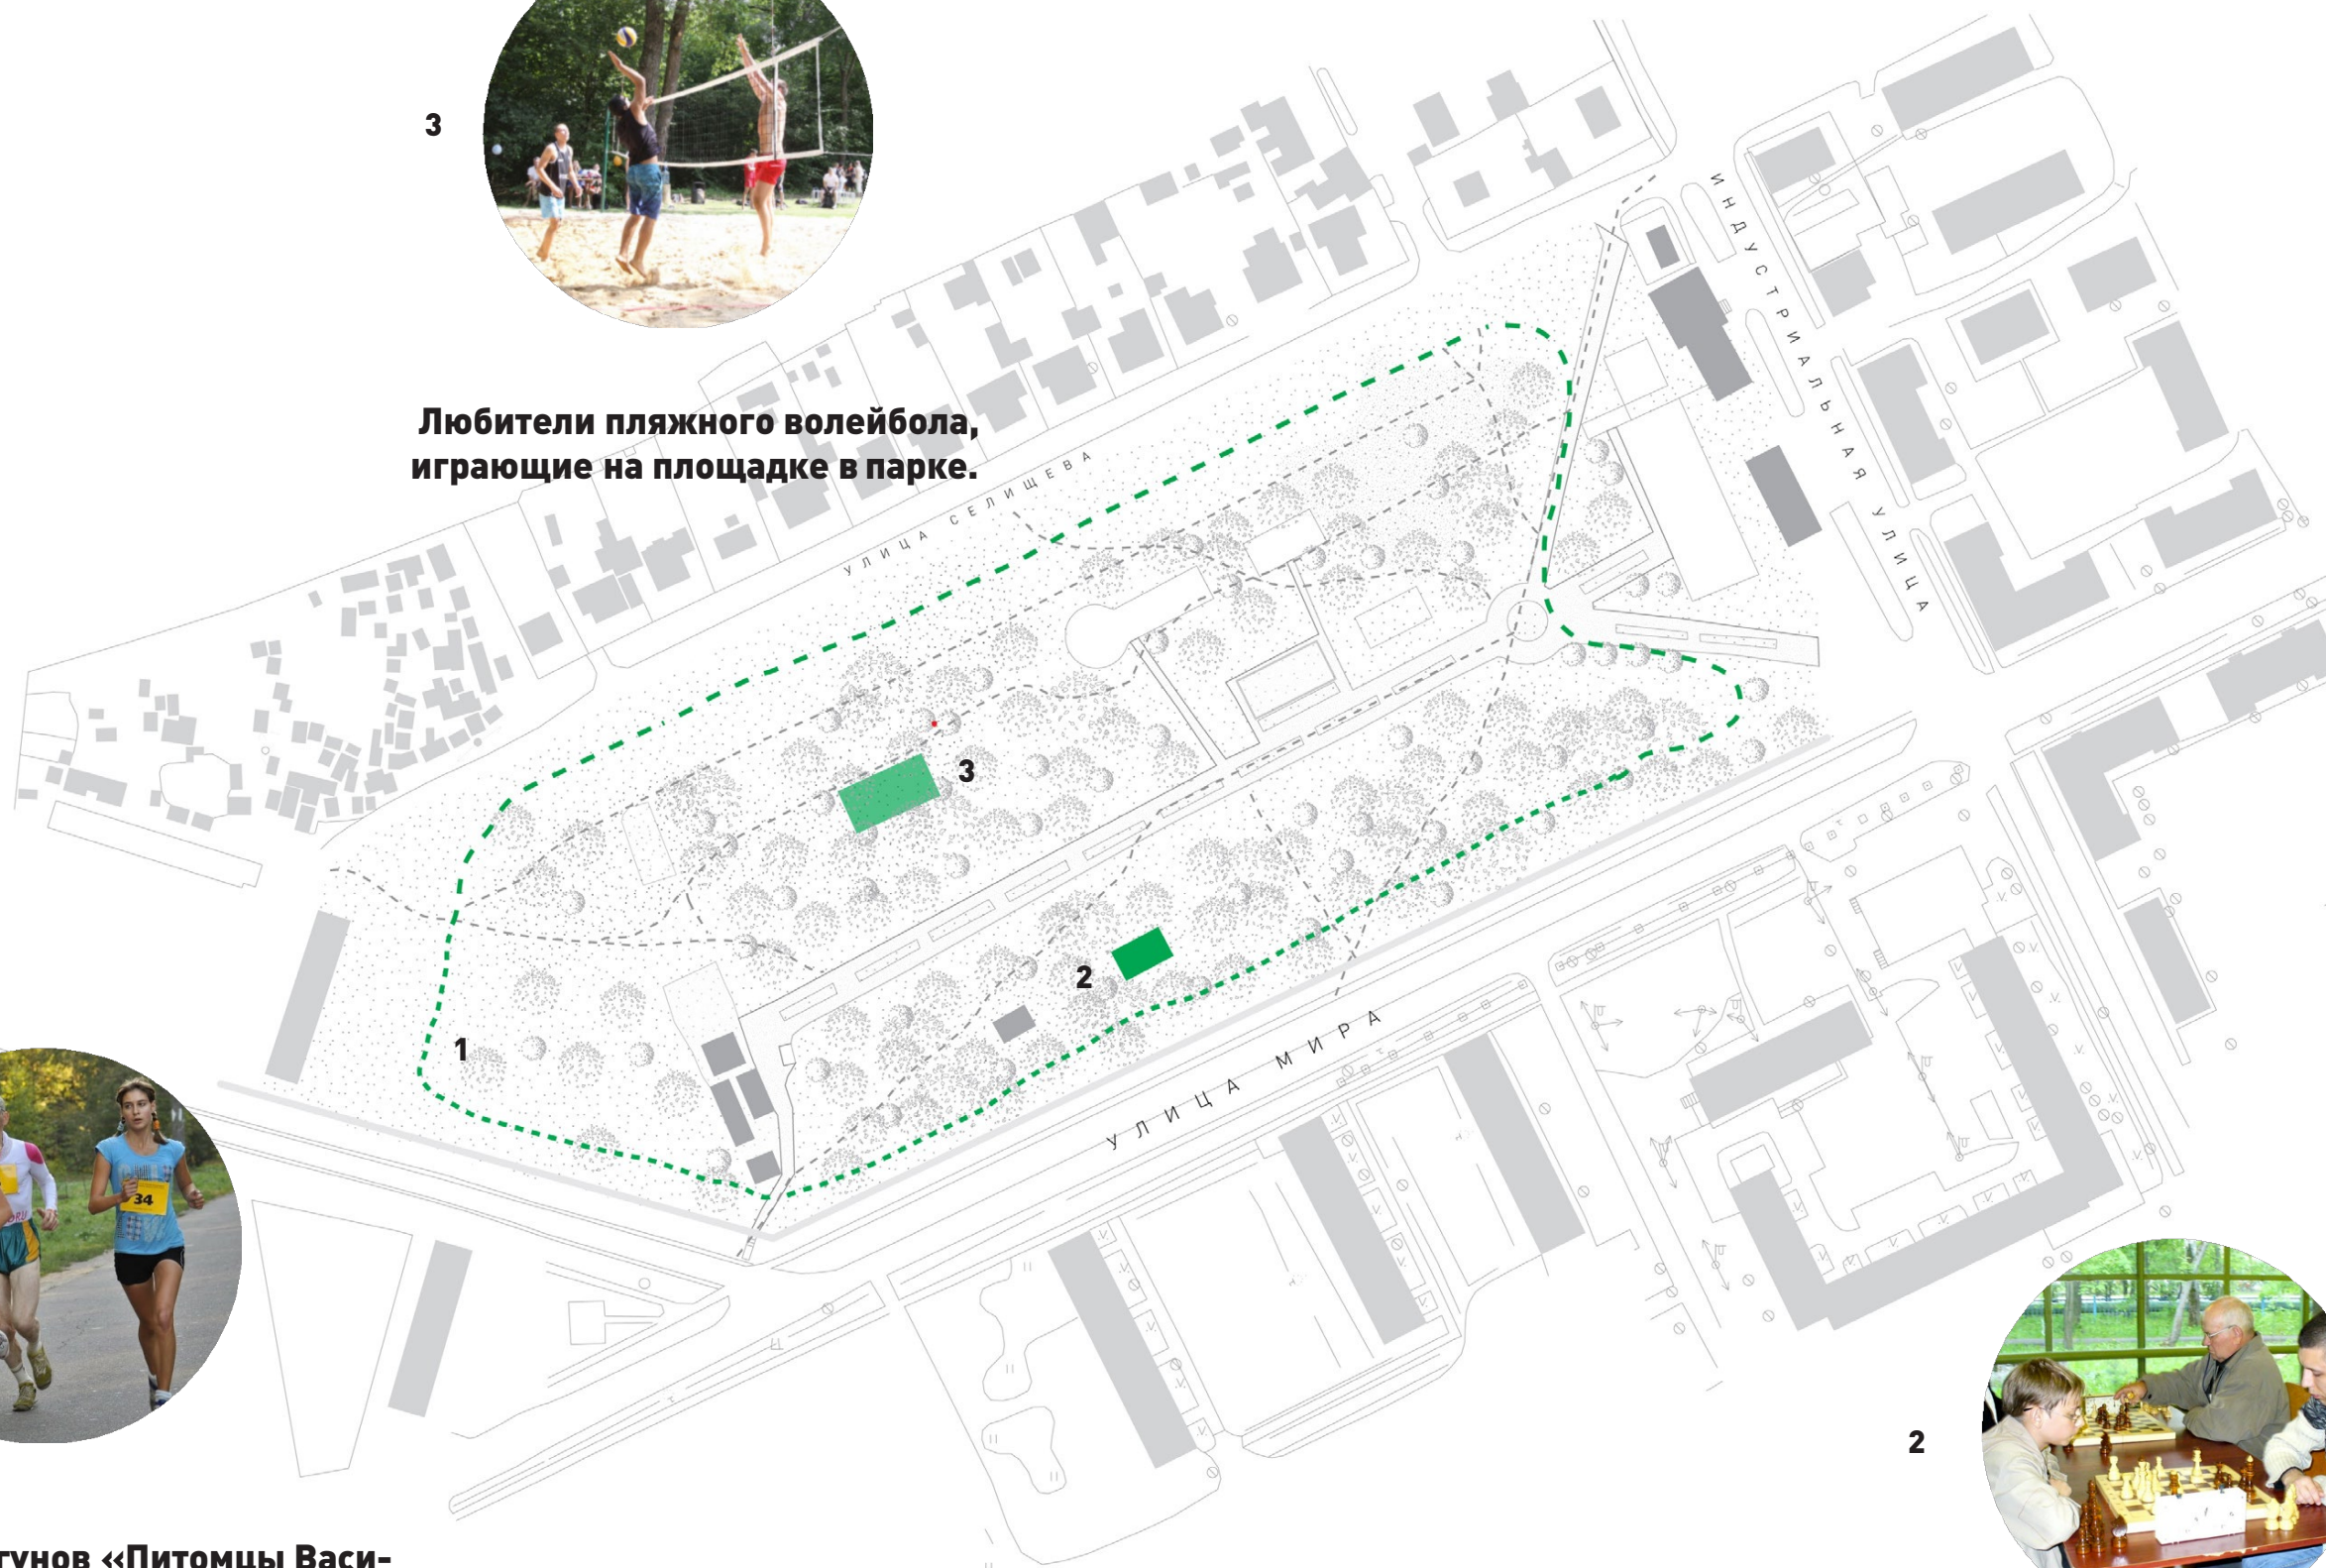 3
Любители пляжного волейбола,
играющие на площадке в парке.
УЛИЦА СЕЛИЩЕВА
ИНДУСТРИАЛЬНАЯ УЛИЦА
3
2
1
УЛИЦА МИРА
34
2
гунов «Питомцы Васи-